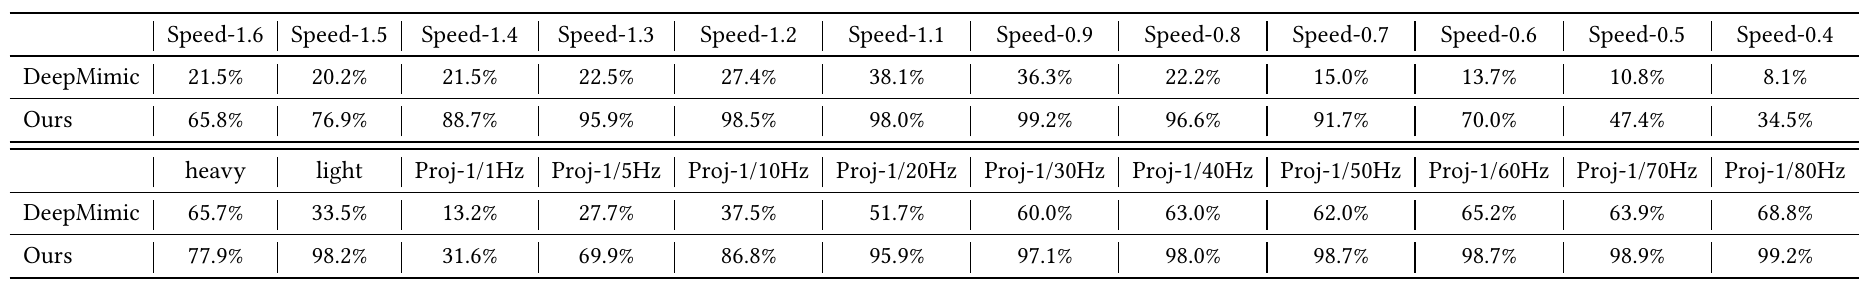 Speed-1.6 Speed-1.5 Speed-1.4 Speed-1.3 Speed-1.2 Speed-1.1 Speed-0.9 Speed-0.8 Speed-0.7 Speed-0.6 Speed-0.5 Speed-0.4
DeepMimic 21.5% 20.2% 21.5% 22.5% 27.4% 38.1% 36.3% 22.2% 15.0% 13.7% 10.8% 8.1%
Ours 65.8% 76.9% 88.7% 95.9% 98.5% 98.0% 99.2% 96.6% 91.7% 70.0% 47.4% 34.5%
heavy light Proj-1/1Hz Proj-1/5Hz Proj-1/10Hz Proj-1/20Hz Proj-1/30Hz Proj-1/40Hz Proj-1/50Hz Proj-1/60Hz Proj-1/70Hz Proj-1/80Hz
DeepMimic 65.7% 33.5% 13.2% 27.7% 37.5% 51.7% 60.0% 63.0% 62.0% 65.2% 63.9% 68.8%
Ours 77.9% 98.2% 31.6% 69.9% 86.8% 95.9% 97.1% 98.0% 98.7% 98.7% 98.9% 99.2%